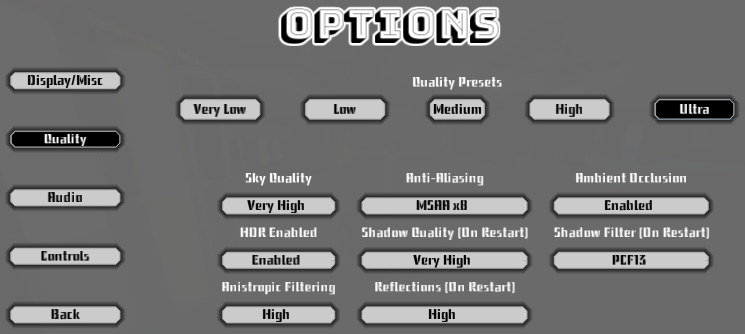 OPTIONS
Display/Misc
Quality
Audio
Controls
Back
Quality Presets
Very Low Low Medium High Ultra
Sky Quality Anti-Aliasing Ambient Occlusion
Very High MSAA x8 Enabled
HDR Enabled Shadow Quality (On Restart) Shadow Filter (On Restart)
Enabled Very High PCF13
Anistropic Filtering Reflections (On Restart)
High High